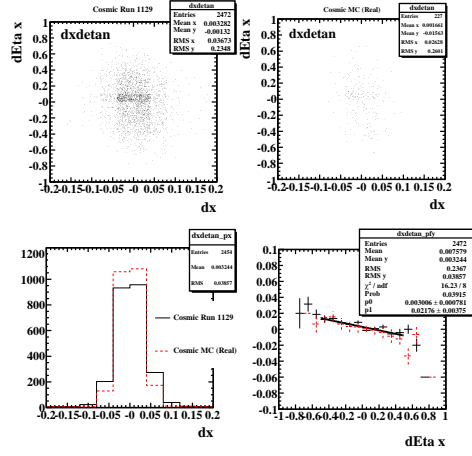 Cosmic Run 1129
dxdetan
Entries 2472
Mean x 0.003282
Mean y -0.00132
RMS x 0.03673
RMS y 0.2348
dxdetan
dEta x
1
0.8
0.6
0.4
0.2
-0
-0.2
-0.4
-0.6
-0.8
-1
-0.2 -0.15 -0.1 -0.05 -0 0.05 0.1 0.15 0.2
dx
Cosmic MC (Real)
dxdetan
Entries 227
Mean x 0.001661
Mean y -0.01563
RMS x 0.02628
RMS y 0.2601
dxdetan
dEta x
1
0.8
0.6
0.4
0.2
-0
-0.2
-0.4
-0.6
-0.8
-1
-0.2 -0.15 -0.1 -0.05 -0 0.05 0.1 0.15 0.2
dx
dxdetan_px
Entries 2454
Mean 0.003244
RMS 0.03857
1200
1000
800
600
400
200
0
Cosmic Run 1129
Cosmic MC (Real)
-0.2 -0.15 -0.1 -0.05 -0 0.05 0.1 0.15 0.2
dx
dxdetan_pfy
Entries 2472
Mean 0.007579
Mean y 0.003244
RMS 0.2367
RMS y 0.03857
χ² / ndf 16.23 / 8
Prob 0.03915
p0 0.003006 ± 0.000781
p1 -0.02176 ± 0.00375
0.1
0.08
0.06
0.04
0.02
0
-0.02
-0.04
-0.06
-0.08
-0.1
-1 -0.8 -0.6 -0.4 -0.2 -0 0.2 0.4 0.6 0.8 1
dEta x